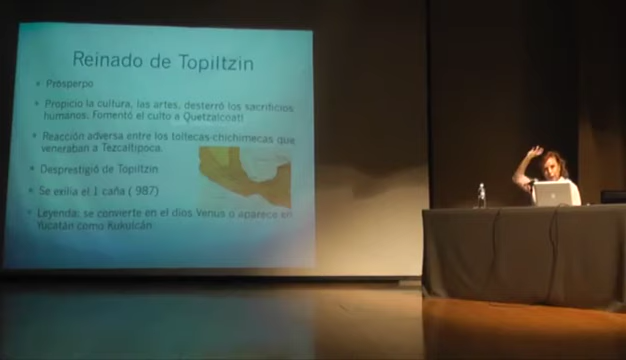 Reinado de Topiltzin
• Prósperpo
• Propicio la cultura, las artes, desterró los sacrificios
humanos. Fomentó el culto a Quetzalcoatl
• Reacción adversa entre los toltecas-chichimecas que
veneraban a Tezcaltipoca.
• Desprestigió de Topiltzin
• Se exilia el 1 caña ( 987)
• Leyenda: se convierte en el dios Venus o aparece en
Yucatán como Kukulcán